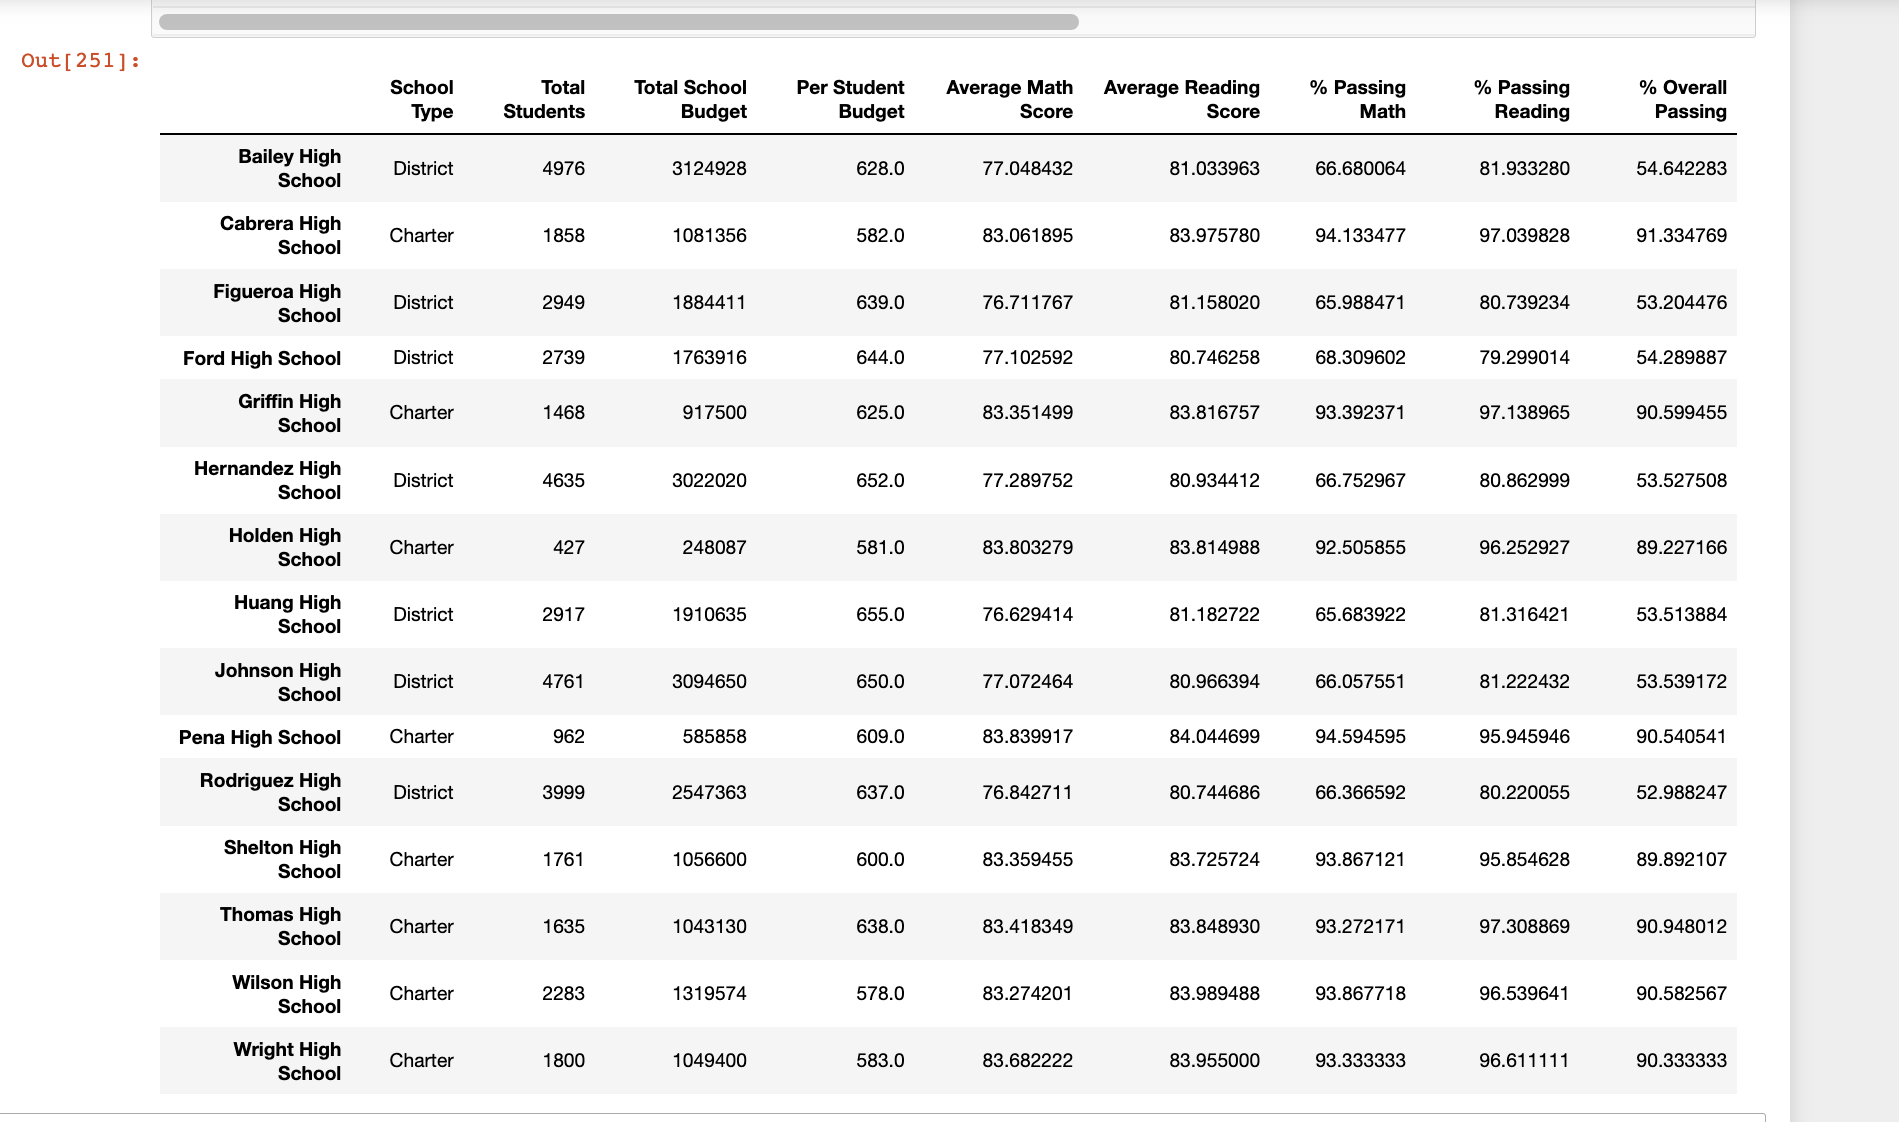 Out[251]:
School Type Total Students Total School Budget Per Student Budget Average Math Score Average Reading Score % Passing Math % Passing Reading % Overall Passing
Bailey High School District 4976 3124928 628.0 77.048432 81.033963 66.680064 81.933280 54.642283
Cabrera High School Charter 1858 1081356 582.0 83.061895 83.975780 94.133477 97.039828 91.334769
Figueroa High School District 2949 1884411 639.0 76.711767 81.158020 65.988471 80.739234 53.204476
Ford High School District 2739 1763916 644.0 77.102592 80.746258 68.309602 79.299014 54.289887
Griffin High School Charter 1468 917500 625.0 83.351499 83.816757 93.392371 97.138965 90.599455
Hernandez High School District 4635 3022020 652.0 77.289752 80.934412 66.752967 80.862999 53.527508
Holden High School Charter 427 248087 581.0 83.803279 83.814988 92.505855 96.252927 89.227166
Huang High School District 2917 1910635 655.0 76.629414 81.182722 65.683922 81.316421 53.513884
Johnson High School District 4761 3094650 650.0 77.072464 80.966394 66.057551 81.222432 53.539172
Pena High School Charter 962 585858 609.0 83.839917 84.044699 94.594595 95.945946 90.540541
Rodriguez High School District 3999 2547363 637.0 76.842711 80.744686 66.366592 80.220055 52.988247
Shelton High School Charter 1761 1056600 600.0 83.359455 83.725724 93.867121 95.854628 89.892107
Thomas High School Charter 1635 1043130 638.0 83.418349 83.848930 93.272171 97.308869 90.948012
Wilson High School Charter 2283 1319574 578.0 83.274201 83.989488 93.867718 96.539641 90.582567
Wright High School Charter 1800 1049400 583.0 83.682222 83.955000 93.333333 96.611111 90.333333